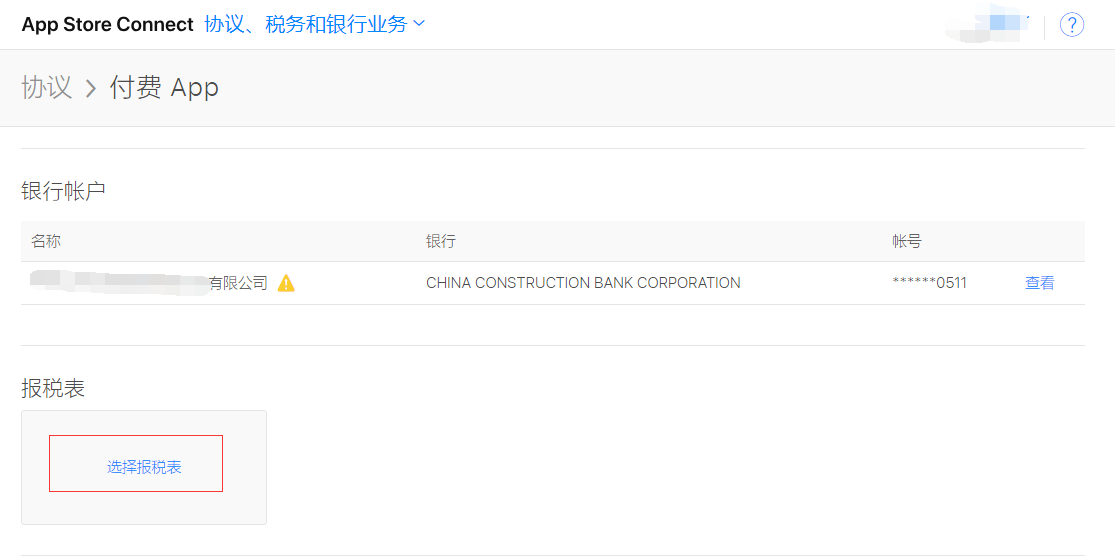 App Store Connect 协议、税务和银行业务
?
协议 > 付费 App
银行帐户
名称 银行 帐号
有限公司 CHINA CONSTRUCTION BANK CORPORATION ******0511 查看
报税表
选择报税表